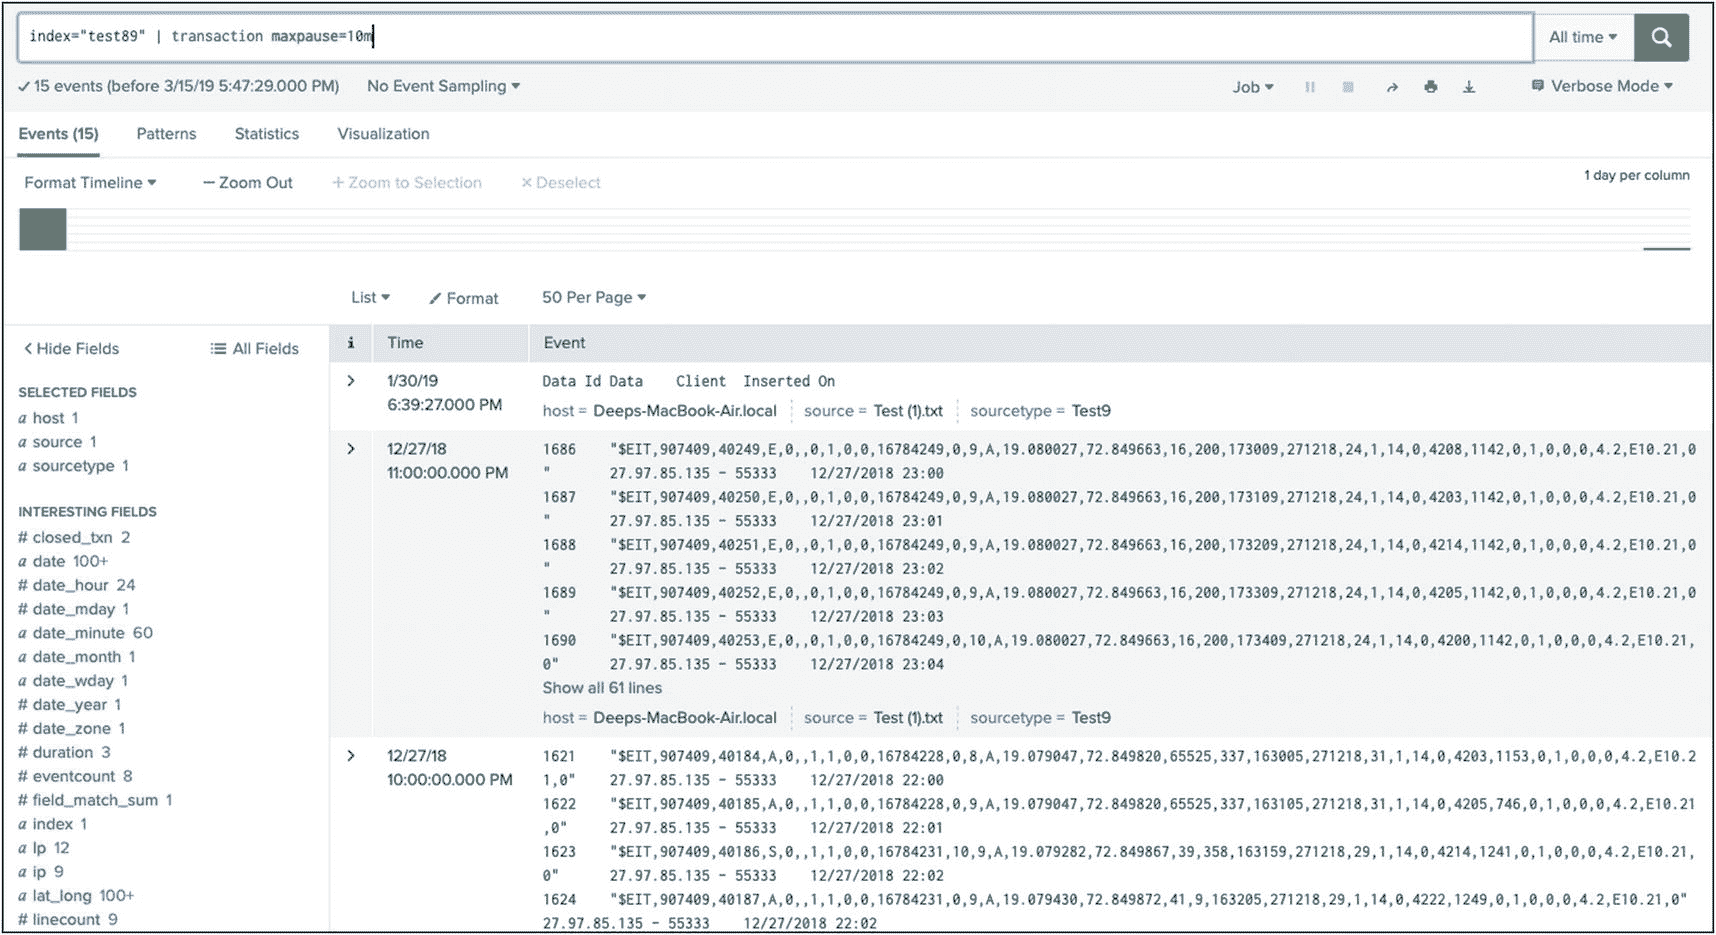 index="test89" | transaction maxpause=10m
All time
15 events (before 3/15/19 5:47:29.000 PM)
No Event Sampling
Job
Verbose Mode
Events (15)
Patterns
Statistics
Visualization
Format Timeline
— Zoom Out
+ Zoom to Selection
× Deselect
1 day per column
List
Format
50 Per Page
< Hide Fields
All Fields
SELECTED FIELDS
a host 1
a source 1
a sourcetype 1
INTERESTING FIELDS
# closed_txn 2
a date 100+
# date_hour 24
# date_mday 1
# date_minute 60
a date_month 1
a date_wday 1
# date_year 1
# date_zone 1
# duration 3
# eventcount 8
# field_match_sum 1
a index 1
a Ip 12
a ip 9
a lat_long 100+
# linecount 9
i
Time
Event
1/30/19
6:39:27.000 PM
Data Id Data    Client  Inserted On
host = Deeps-MacBook-Air.local   source = Test (1).txt   sourcetype = Test9
12/27/18
11:00:00.000 PM
1686    "$EIT,907409,40249,E,0,,0,1,0,0,16784249,0,9,A,19.080027,72.849663,16,200,173009,271218,24,1,14,0,4208,1142,0,1,0,0,0,4.2,E10.21,0
"       27.97.85.135 - 55333    12/27/2018 23:00
1687    "$EIT,907409,40250,E,0,,0,1,0,0,16784249,0,9,A,19.080027,72.849663,16,200,173109,271218,24,1,14,0,4203,1142,0,1,0,0,0,4.2,E10.21,0
"       27.97.85.135 - 55333    12/27/2018 23:01
1688    "$EIT,907409,40251,E,0,,0,1,0,0,16784249,0,9,A,19.080027,72.849663,16,200,173209,271218,24,1,14,0,4214,1142,0,1,0,0,0,4.2,E10.21,0
"       27.97.85.135 - 55333    12/27/2018 23:02
1689    "$EIT,907409,40252,E,0,,0,1,0,0,16784249,0,9,A,19.080027,72.849663,16,200,173309,271218,24,1,14,0,4205,1142,0,1,0,0,0,4.2,E10.21,0
"       27.97.85.135 - 55333    12/27/2018 23:03
1690    "$EIT,907409,40253,E,0,,0,1,0,0,16784249,0,10,A,19.080027,72.849663,16,200,173409,271218,24,1,14,0,4200,1142,0,1,0,0,0,4.2,E10.21,
0"      27.97.85.135 - 55333    12/27/2018 23:04
Show all 61 lines
host = Deeps-MacBook-Air.local   source = Test (1).txt   sourcetype = Test9
12/27/18
10:00:00.000 PM
1621    "$EIT,907409,40184,A,0,,1,1,0,0,16784228,0,8,A,19.079047,72.849820,65525,337,163005,271218,31,1,14,0,4203,1153,0,1,0,0,0,4.2,E10.2
1,0"    27.97.85.135 - 55333    12/27/2018 22:00
1622    "$EIT,907409,40185,A,0,,1,1,0,0,16784228,0,9,A,19.079047,72.849820,65525,337,163105,271218,31,1,14,0,4205,746,0,1,0,0,0,4.2,E10.21
,0"     27.97.85.135 - 55333    12/27/2018 22:01
1623    "$EIT,907409,40186,S,0,,1,1,0,0,16784231,10,9,A,19.079282,72.849867,39,358,163159,271218,29,1,14,0,4214,1241,0,1,0,0,0,4.2,E10.21,
0"      27.97.85.135 - 55333    12/27/2018 22:02
1624    "$EIT,907409,40187,A,0,,1,1,0,0,16784231,0,9,A,19.079430,72.849872,41,9,163205,271218,29,1,14,0,4222,1249,0,1,0,0,0,4.2,E10.21,0"
27.97.85.135 - 55333    12/27/2018 22:02